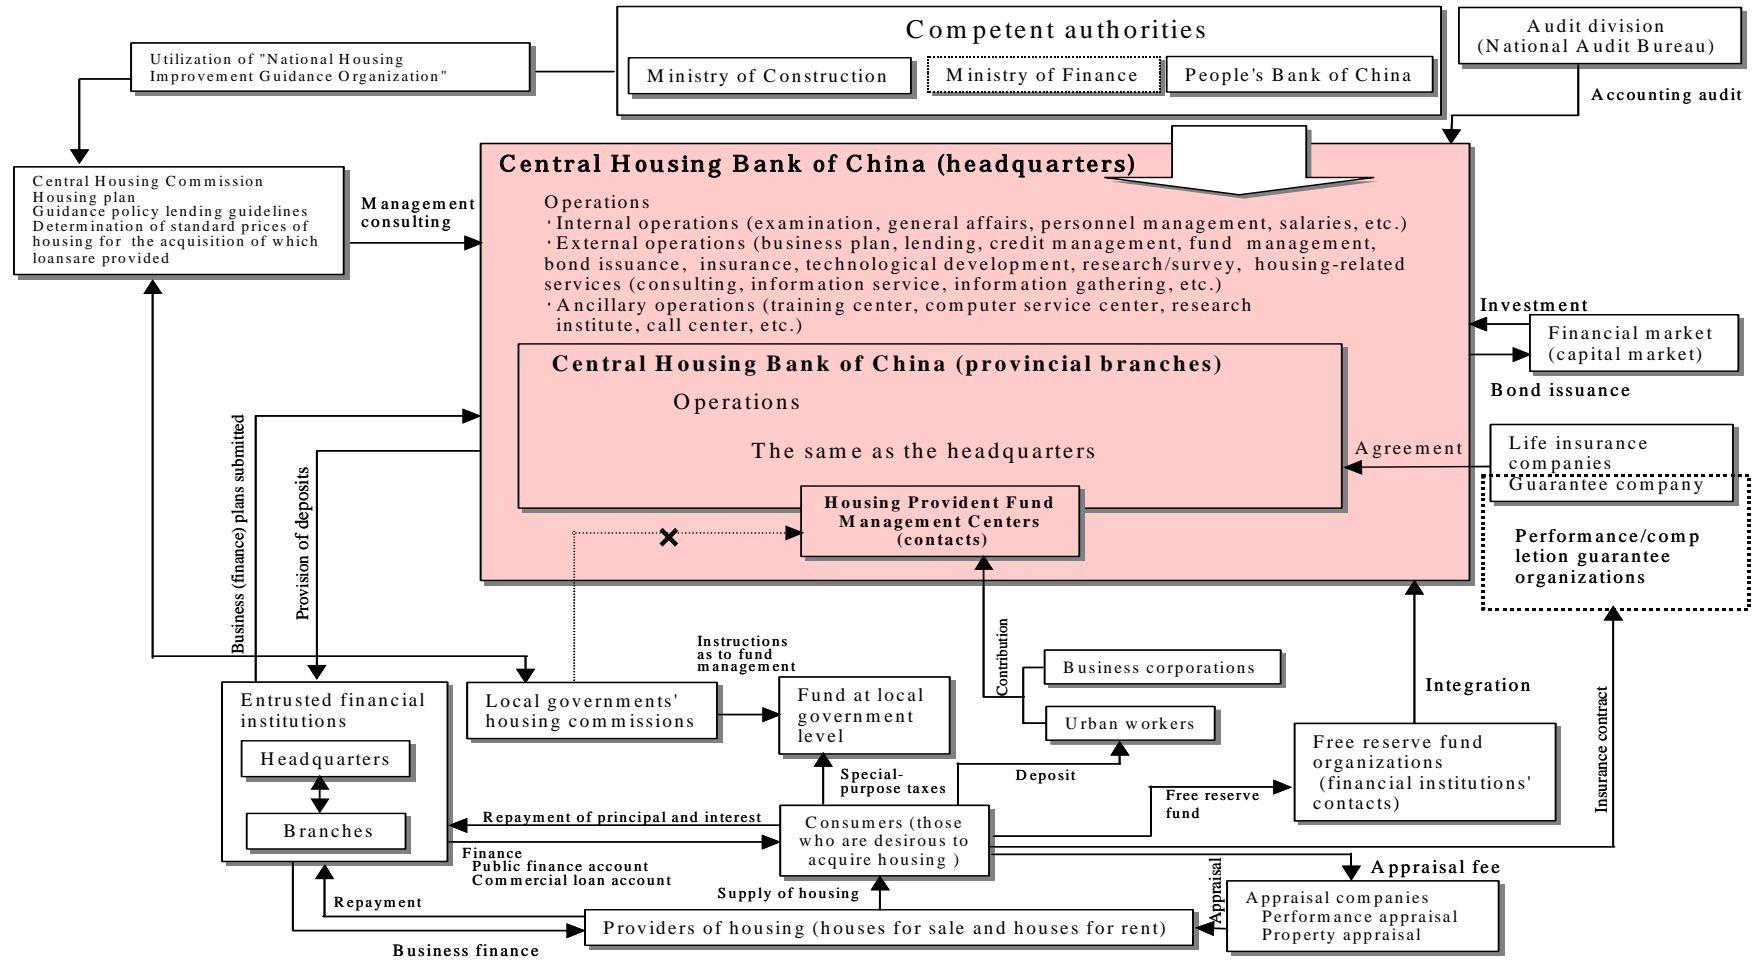 Competent authorities
Ministry of Construction
Ministry of Finance
People's Bank of China
Audit division
(National Audit Bureau)
Accounting audit
Utilization of "National Housing
Improvement Guidance Organization"
Central Housing Commission
Housing plan
Guidance policy lending guidelines
Determination of standard prices of
housing for the acquisition of which
loansare provided
Management
consulting
Central Housing Bank of China (headquarters)
Operations
·Internal operations (examination, general affairs, personnel management, salaries, etc.)
·External operations (business plan, lending, credit management, fund management,
bond issuance, insurance, technological development, research/survey, housing-related
services (consulting, information service, information gathering, etc.)
·Ancillary operations (training center, computer service center, research
institute, call center, etc.)
Central Housing Bank of China (provincial branches)
Operations
The same as the headquarters
Housing Provident Fund
Management Centers
(contacts)
Investment
Financial market
(capital market)
Bond issuance
Agreement
Life insurance
companies
Guarantee company
Performance/comp
letion guarantee
organizations
Business (finance) plans submitted
Provision of deposits
Instructions
as to fund
management
Contribution
Business corporations
Urban workers
Integration
Insurance contract
Entrusted financial
institutions
Headquarters
Branches
Local governments'
housing commissions
Fund at local
government
level
Free reserve fund
organizations
(financial institutions'
contacts)
Special-
purpose taxes
Deposit
Free reserve
fund
Repayment of principal and interest
Finance
Public finance account
Commercial loan account
Consumers (those
who are desirous to
acquire housing )
Supply of housing
Repayment
Business finance
Providers of housing (houses for sale and houses for rent)
Appraisal
Appraisal fee
Appraisal companies
Performance appraisal
Property appraisal